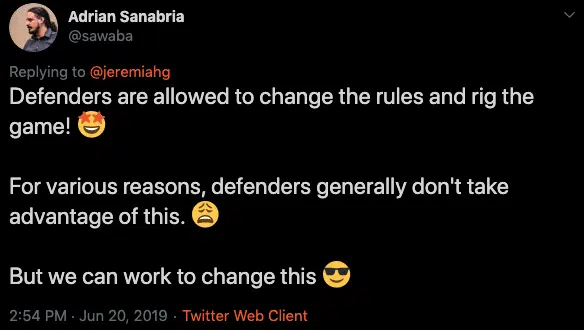 Adrian Sanabria
@sawaba
Replying to @jeremiahg
Defenders are allowed to change the rules and rig the
game! 🤩
For various reasons, defenders generally don't take
advantage of this. 😩
But we can work to change this 😎
2:54 PM · Jun 20, 2019 · Twitter Web Client